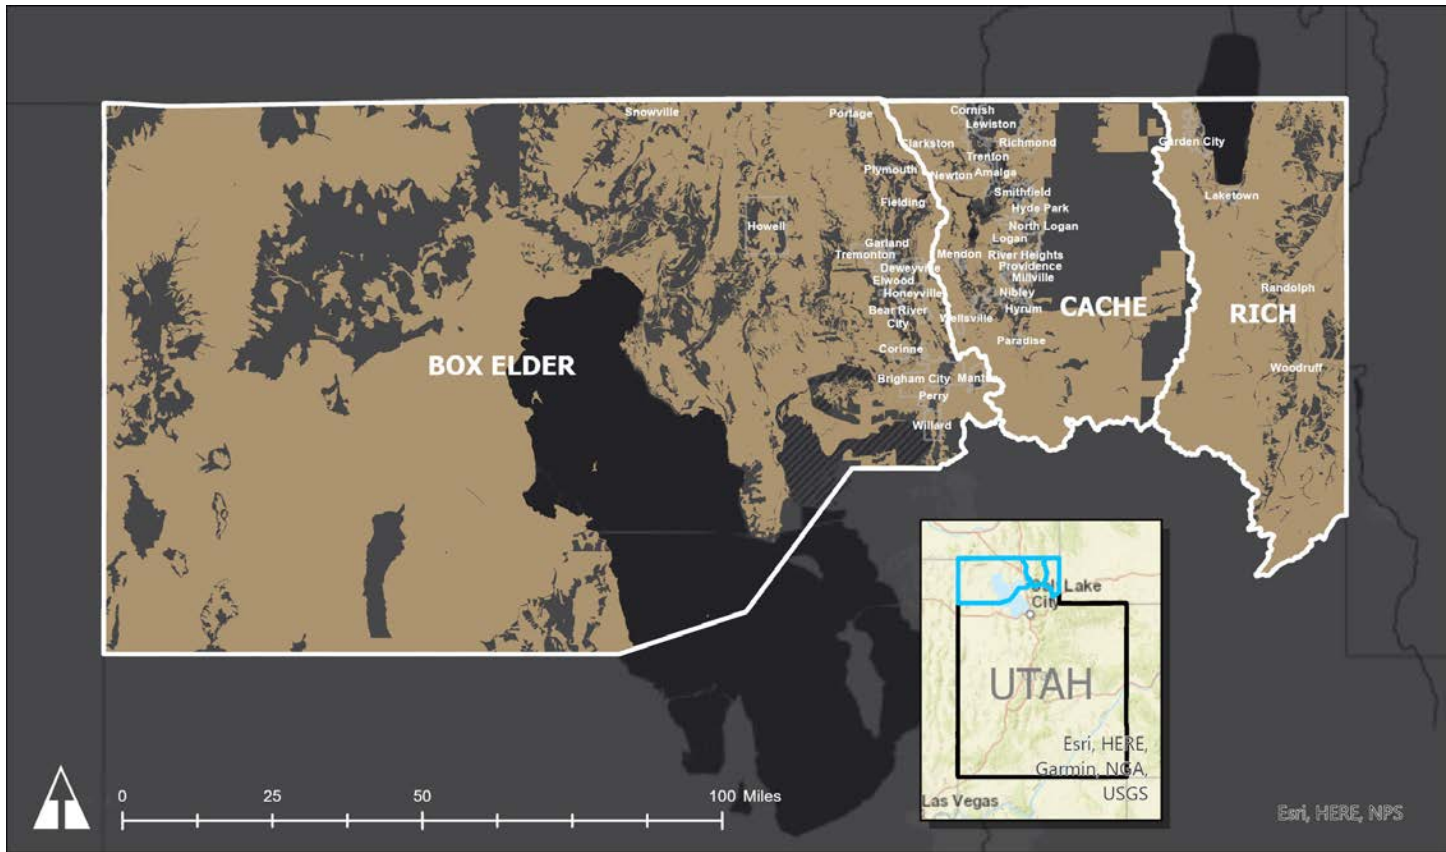 Snowville
Portage
Cornish
Lewiston
Clarkston
Richmond
Garden City
Trenton
Plymouth
Newton
Amalga
Smithfield
Laketown
Fielding
Hyde Park
Howell
North Logan
Logan
Garland
Tremonton
Mendon
River Heights
Deweyville
Providence
Elwood
Millville
Honeyville
Nibley
Randolph
Bear River
City
Wellsville
Hyrum
CACHE
RICH
Corinne
Paradise
BOX ELDER
Brigham City
Mant
Woodruff
Perry
Willard
Lake
City
UTAH
Esri, HERE,
Garmin, NGA,
USGS
Las Vegas
0 25 50 100 Miles
Esri, HERE, NPS